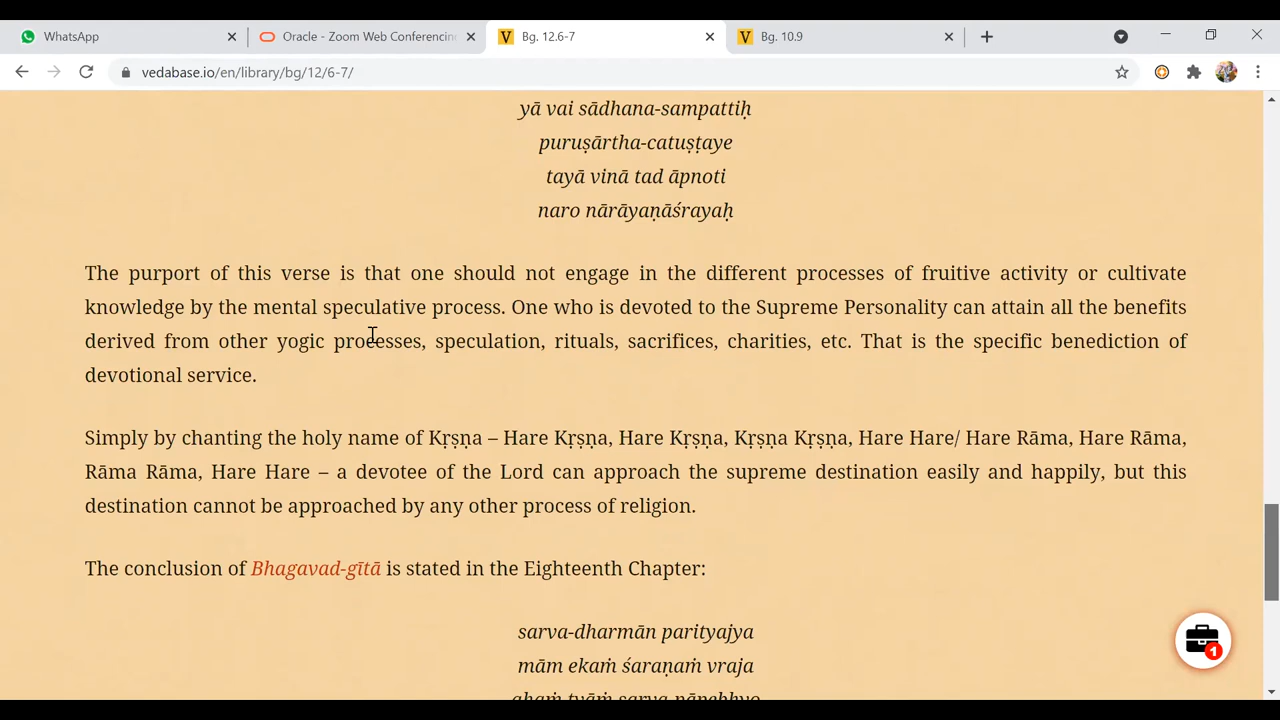 WhatsApp
Oracle - Zoom Web Conferencin
Bg. 12.6-7
Bg. 10.9
vedabase.io/en/library/bg/12/6-7/
yā vai sādhana-sampattiḥ
puruṣārtha-catuṣṭaye
tayā vinā tad āpnoti
naro nārāyaṇāśrayaḥ
The purport of this verse is that one should not engage in the different processes of fruitive activity or cultivate
knowledge by the mental speculative process. One who is devoted to the Supreme Personality can attain all the benefits
derived from other yogic processes, speculation, rituals, sacrifices, charities, etc. That is the specific benediction of
devotional service.
Simply by chanting the holy name of Kṛṣṇa – Hare Kṛṣṇa, Hare Kṛṣṇa, Kṛṣṇa Kṛṣṇa, Hare Hare/ Hare Rāma, Hare Rāma,
Rāma Rāma, Hare Hare – a devotee of the Lord can approach the supreme destination easily and happily, but this
destination cannot be approached by any other process of religion.
The conclusion of Bhagavad-gītā is stated in the Eighteenth Chapter:
sarva-dharmān parityajya
mām ekaṁ śaraṇaṁ vraja
ahaṁ tvāṁ sarva-pāpebhyo
1